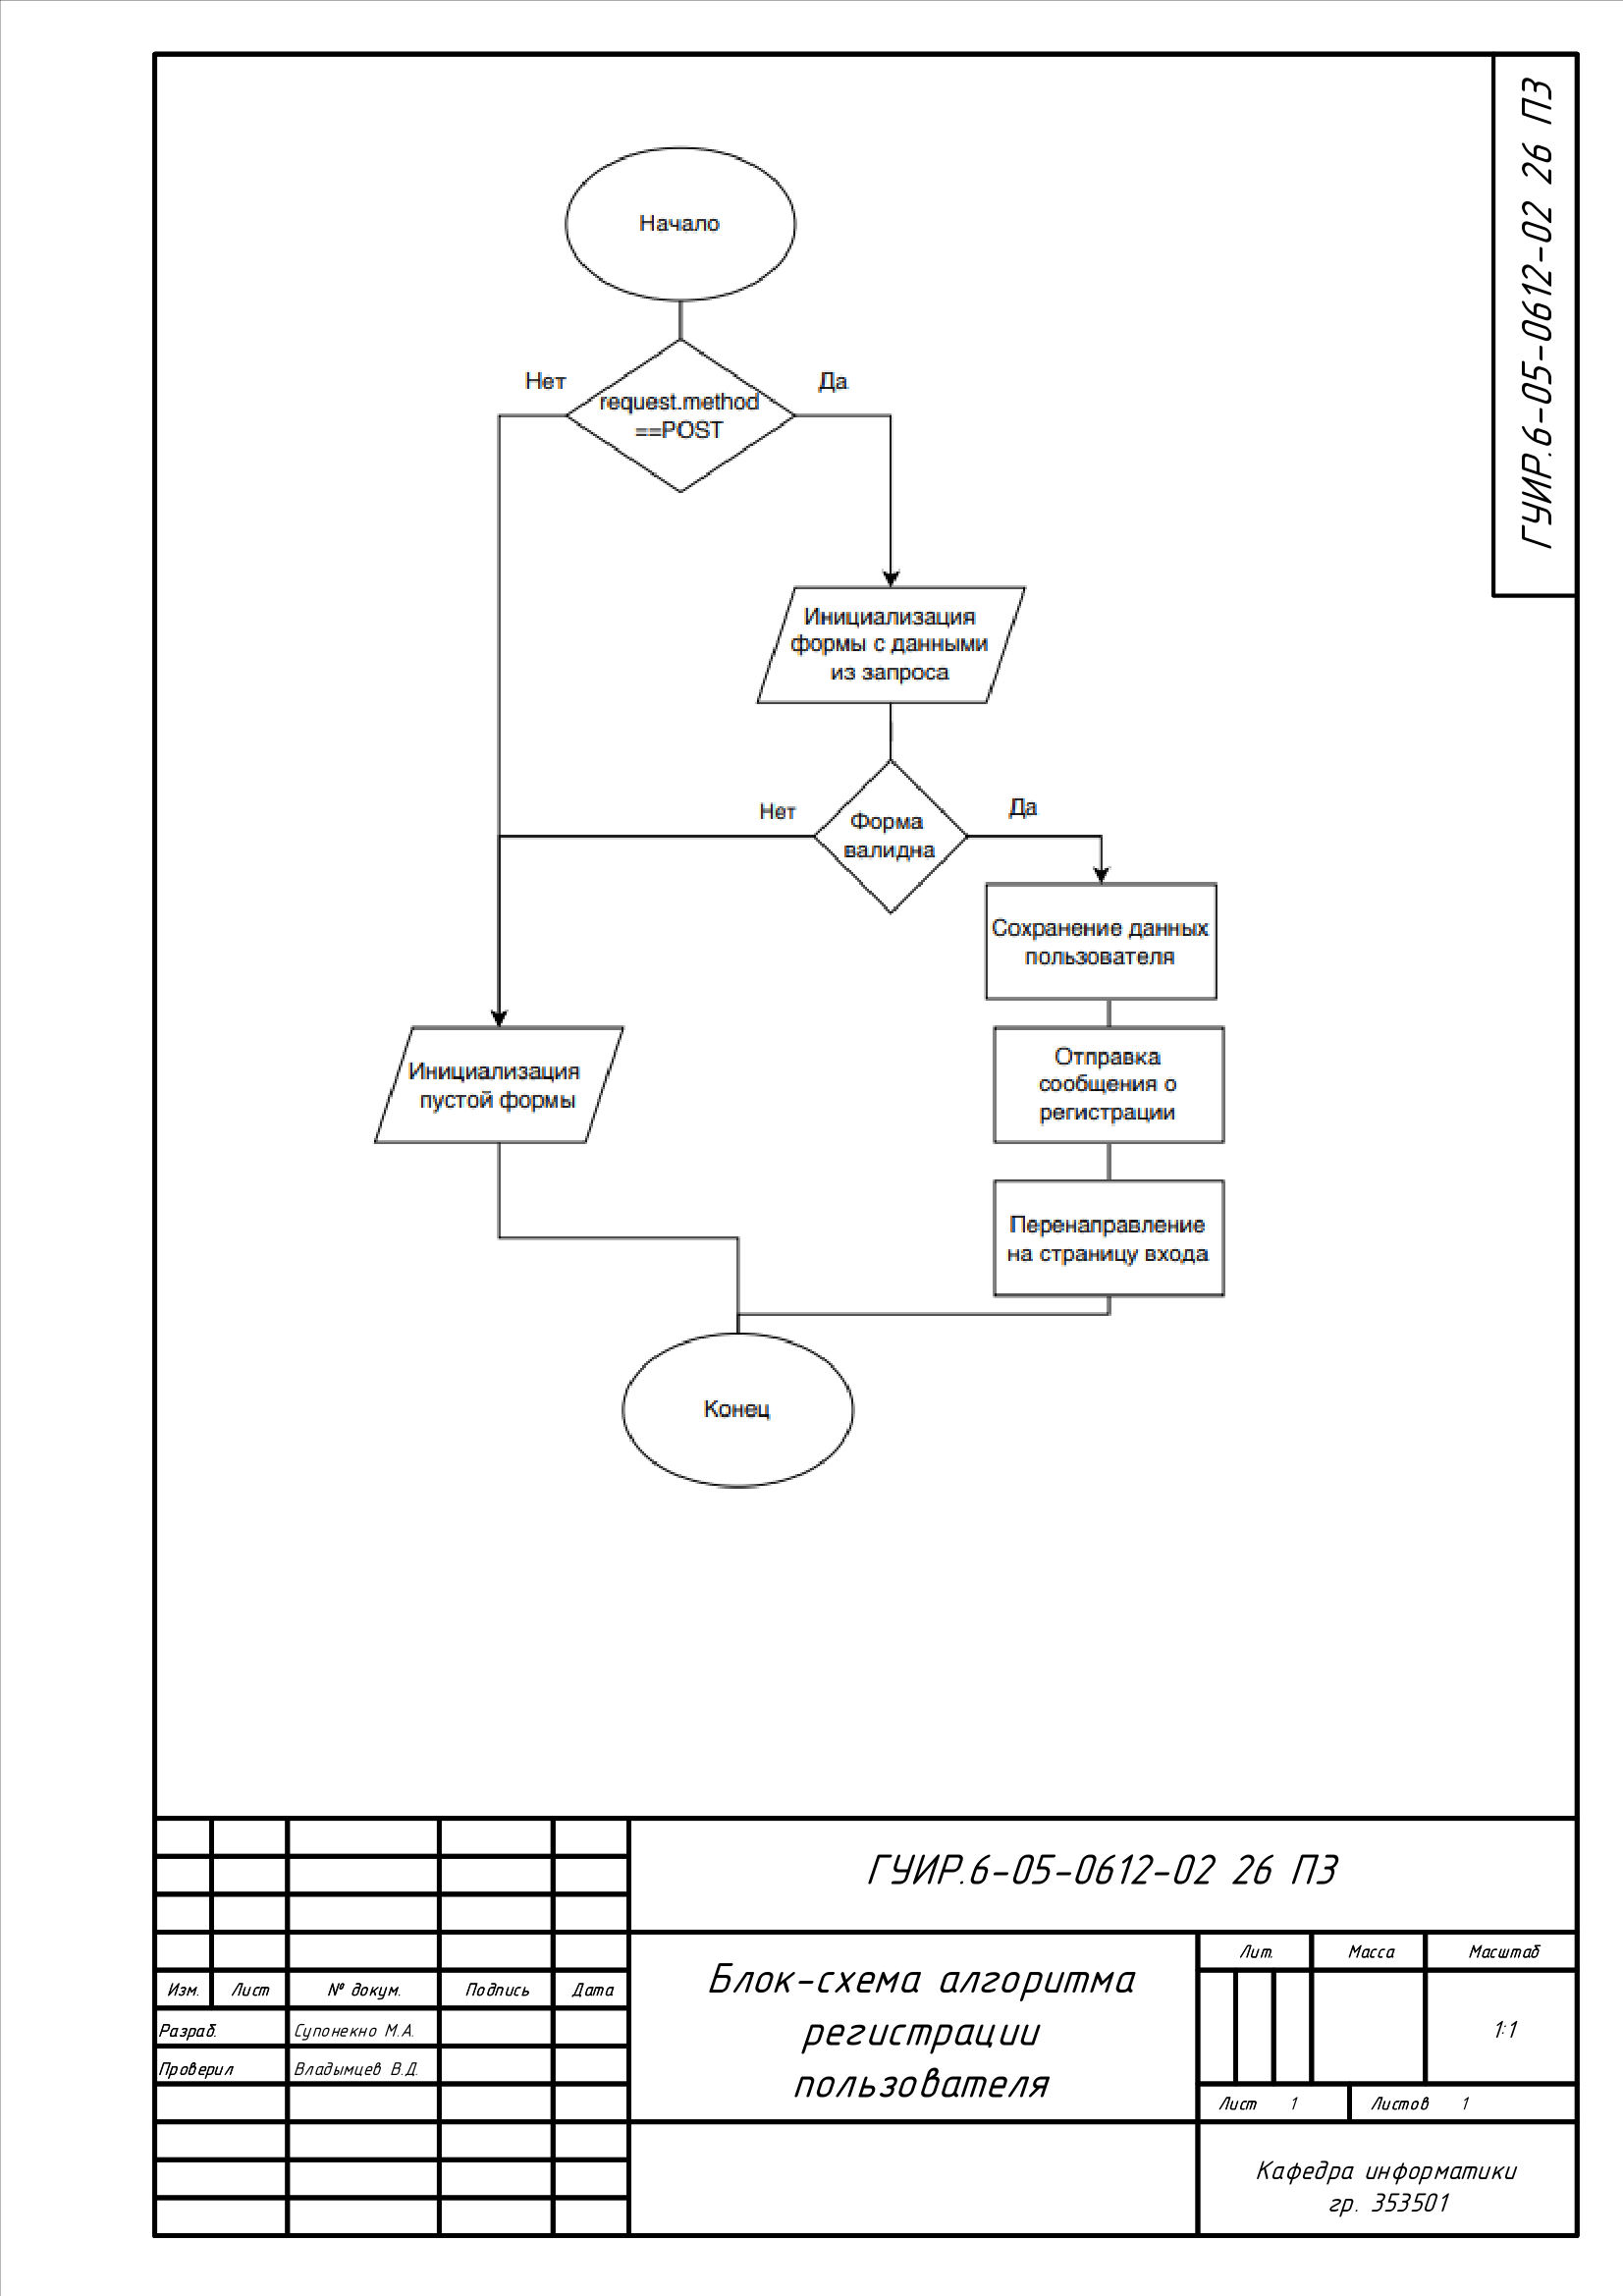 ГУИР.6-05-0612-02 26 ПЗ
Начало
Нет
Да
request.method
==POST
Инициализация
формы с данными
из запроса
Нет
Да
Форма
валидна
Сохранение данных
пользователя
Инициализация
пустой формы
Отправка
сообщения о
регистрации
Перенаправление
на страницу входа
Конец
ГУИР.6-05-0612-02 26 ПЗ
Блок-схема алгоритма
регистрации
пользователя
Лит. Масса Масштаб
1:1
Лист 1 Листов 1
Изм. Лист № докум. Подпись Дата
Разраб. Супонекно М.А.
Проверил Владымцев В.Д.
Кафедра информатики
гр. 353501